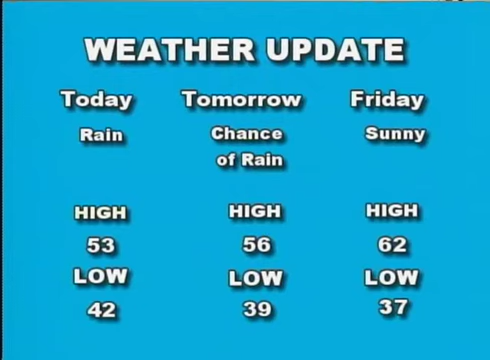 WEATHER UPDATE
Today Tomorrow Friday
Rain Chance Sunny
of Rain
HIGH HIGH HIGH
53 56 62
LOW LOW LOW
42 39 37